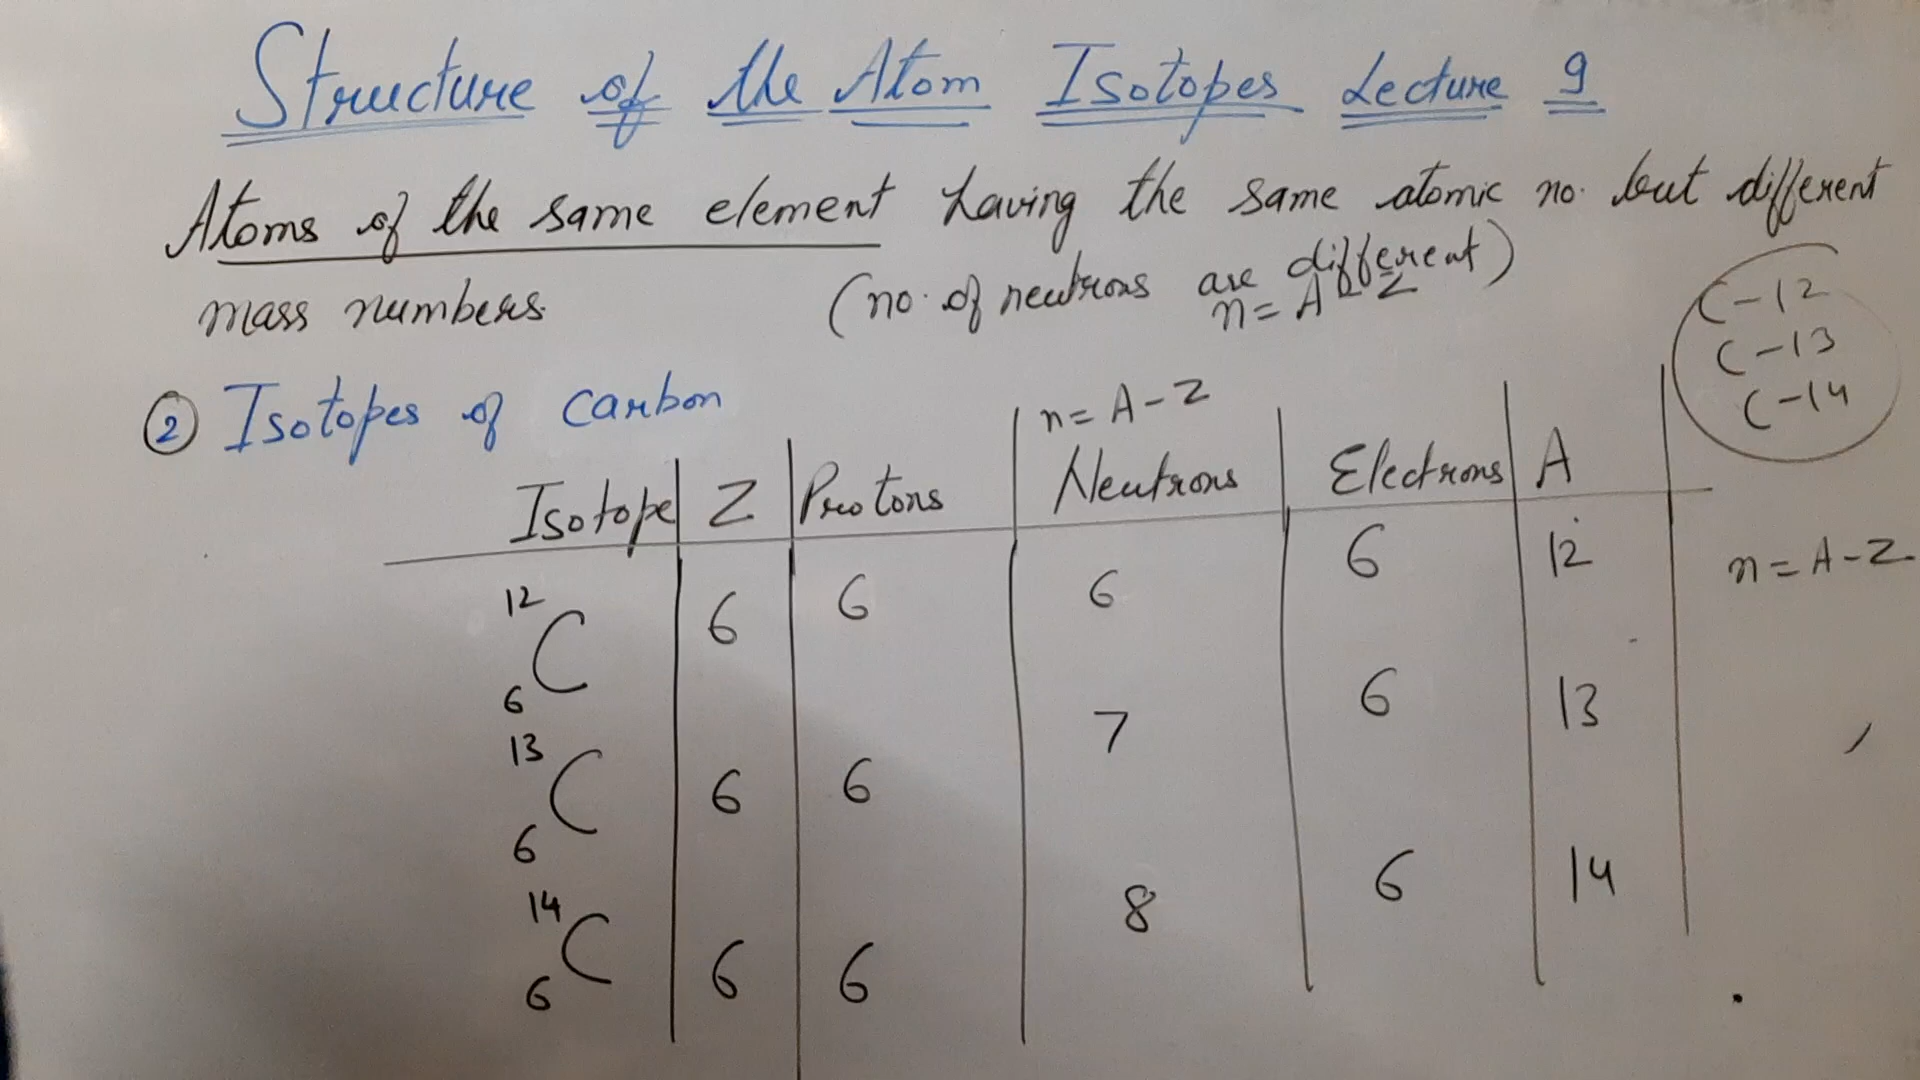 Structure of the Atom Isotopes Lecture 9
Atoms of the same element having the same atomic no. but different
mass numbers. (no. of neutrons are different)
n = A - Z
C-12
C-13
C-14
② Isotopes of carbon
n = A - Z
Isotope Z Protons Neutrons Electrons A
12 6 C 6 6 6 6 12
n = A - Z
13 6 C 6 6 7 6 13
14 6 C 6 6 8 6 14